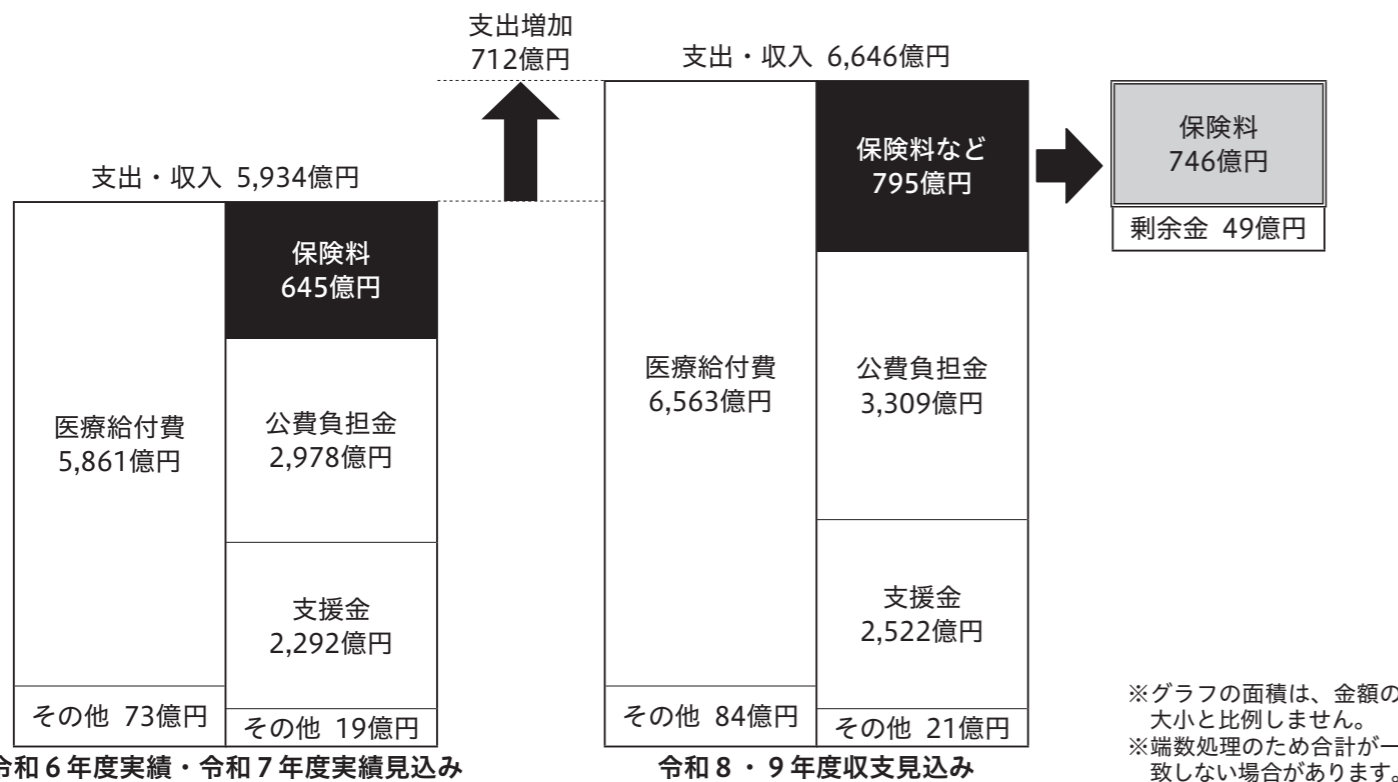 支出増加
712億円
支出・収入 6,646億円
支出・収入 5,934億円
保険料
645億円
医療給付費
5,861億円
公費負担金
2,978億円
支援金
2,292億円
その他 73億円
その他 19億円
令和6年度実績・令和7年度実績見込み
保険料など
795億円
医療給付費
6,563億円
公費負担金
3,309億円
支援金
2,522億円
その他 84億円
その他 21億円
令和8・9年度収支見込み
保険料
746億円
剰余金 49億円
※グラフの面積は、金額の
大小と比例しません。
※端数処理のため合計が一
致しない場合があります。